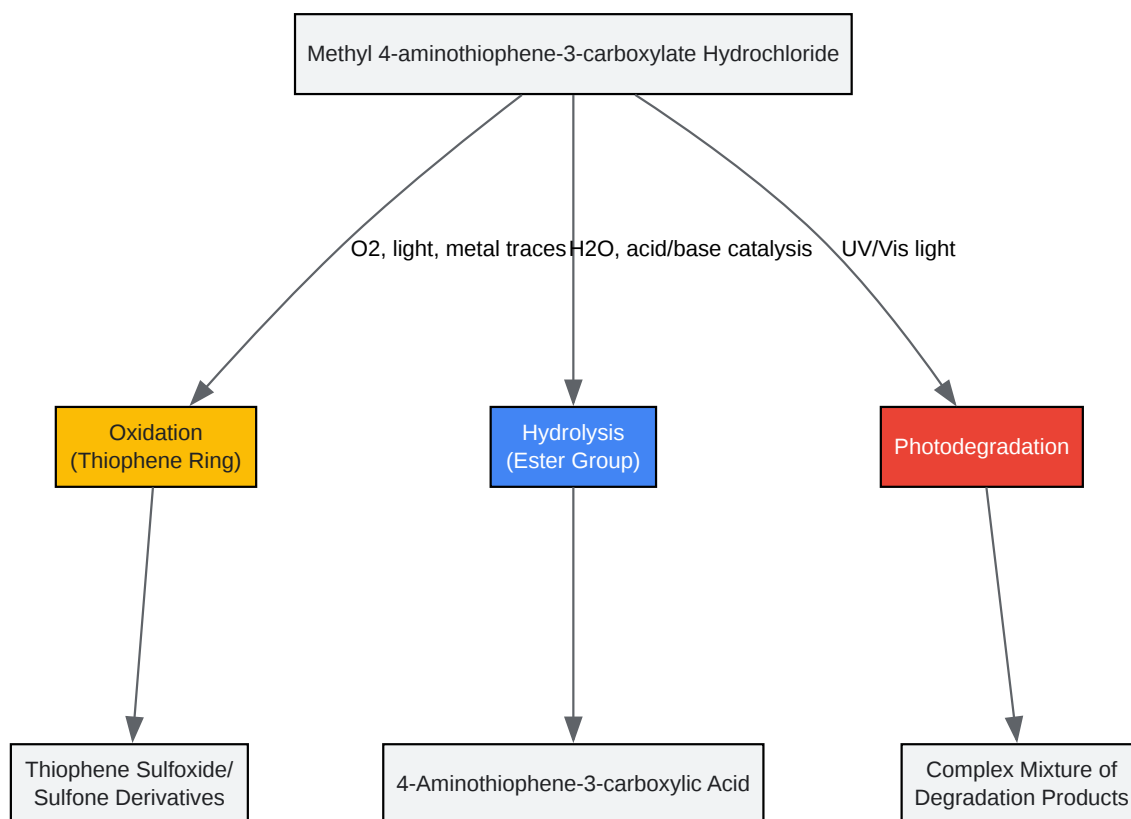 Methyl 4-aminothiophene-3-carboxylate Hydrochloride
O2, light, metal traces
H2O, acid/base catalysis
UV/Vis light
Oxidation
(Thiophene Ring)
Hydrolysis
(Ester Group)
Photodegradation
Thiophene Sulfoxide/
Sulfone Derivatives
4-Aminothiophene-3-carboxylic Acid
Complex Mixture of
Degradation Products